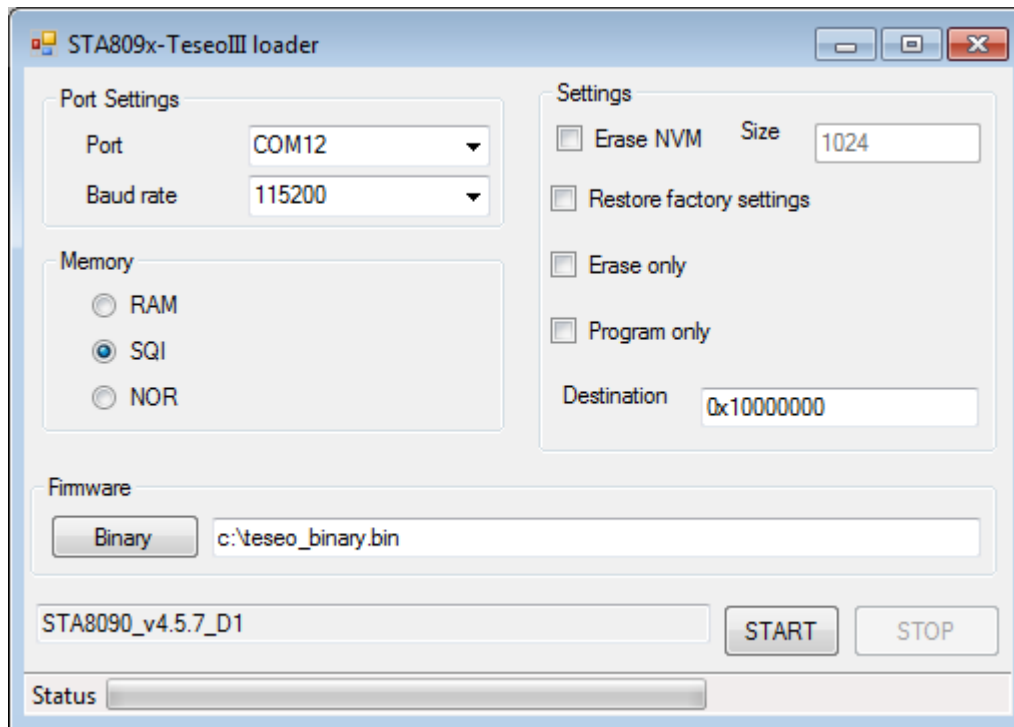 STA809x-TeseoIII loader
Port Settings
Port COM12
Baud rate 115200
Memory
RAM
SQI
NOR
Settings
Erase NVM Size 1024
Restore factory settings
Erase only
Program only
Destination 0x10000000
Firmware
Binary c:\teseo_binary.bin
STA8090_v4.5.7_D1 START STOP
Status